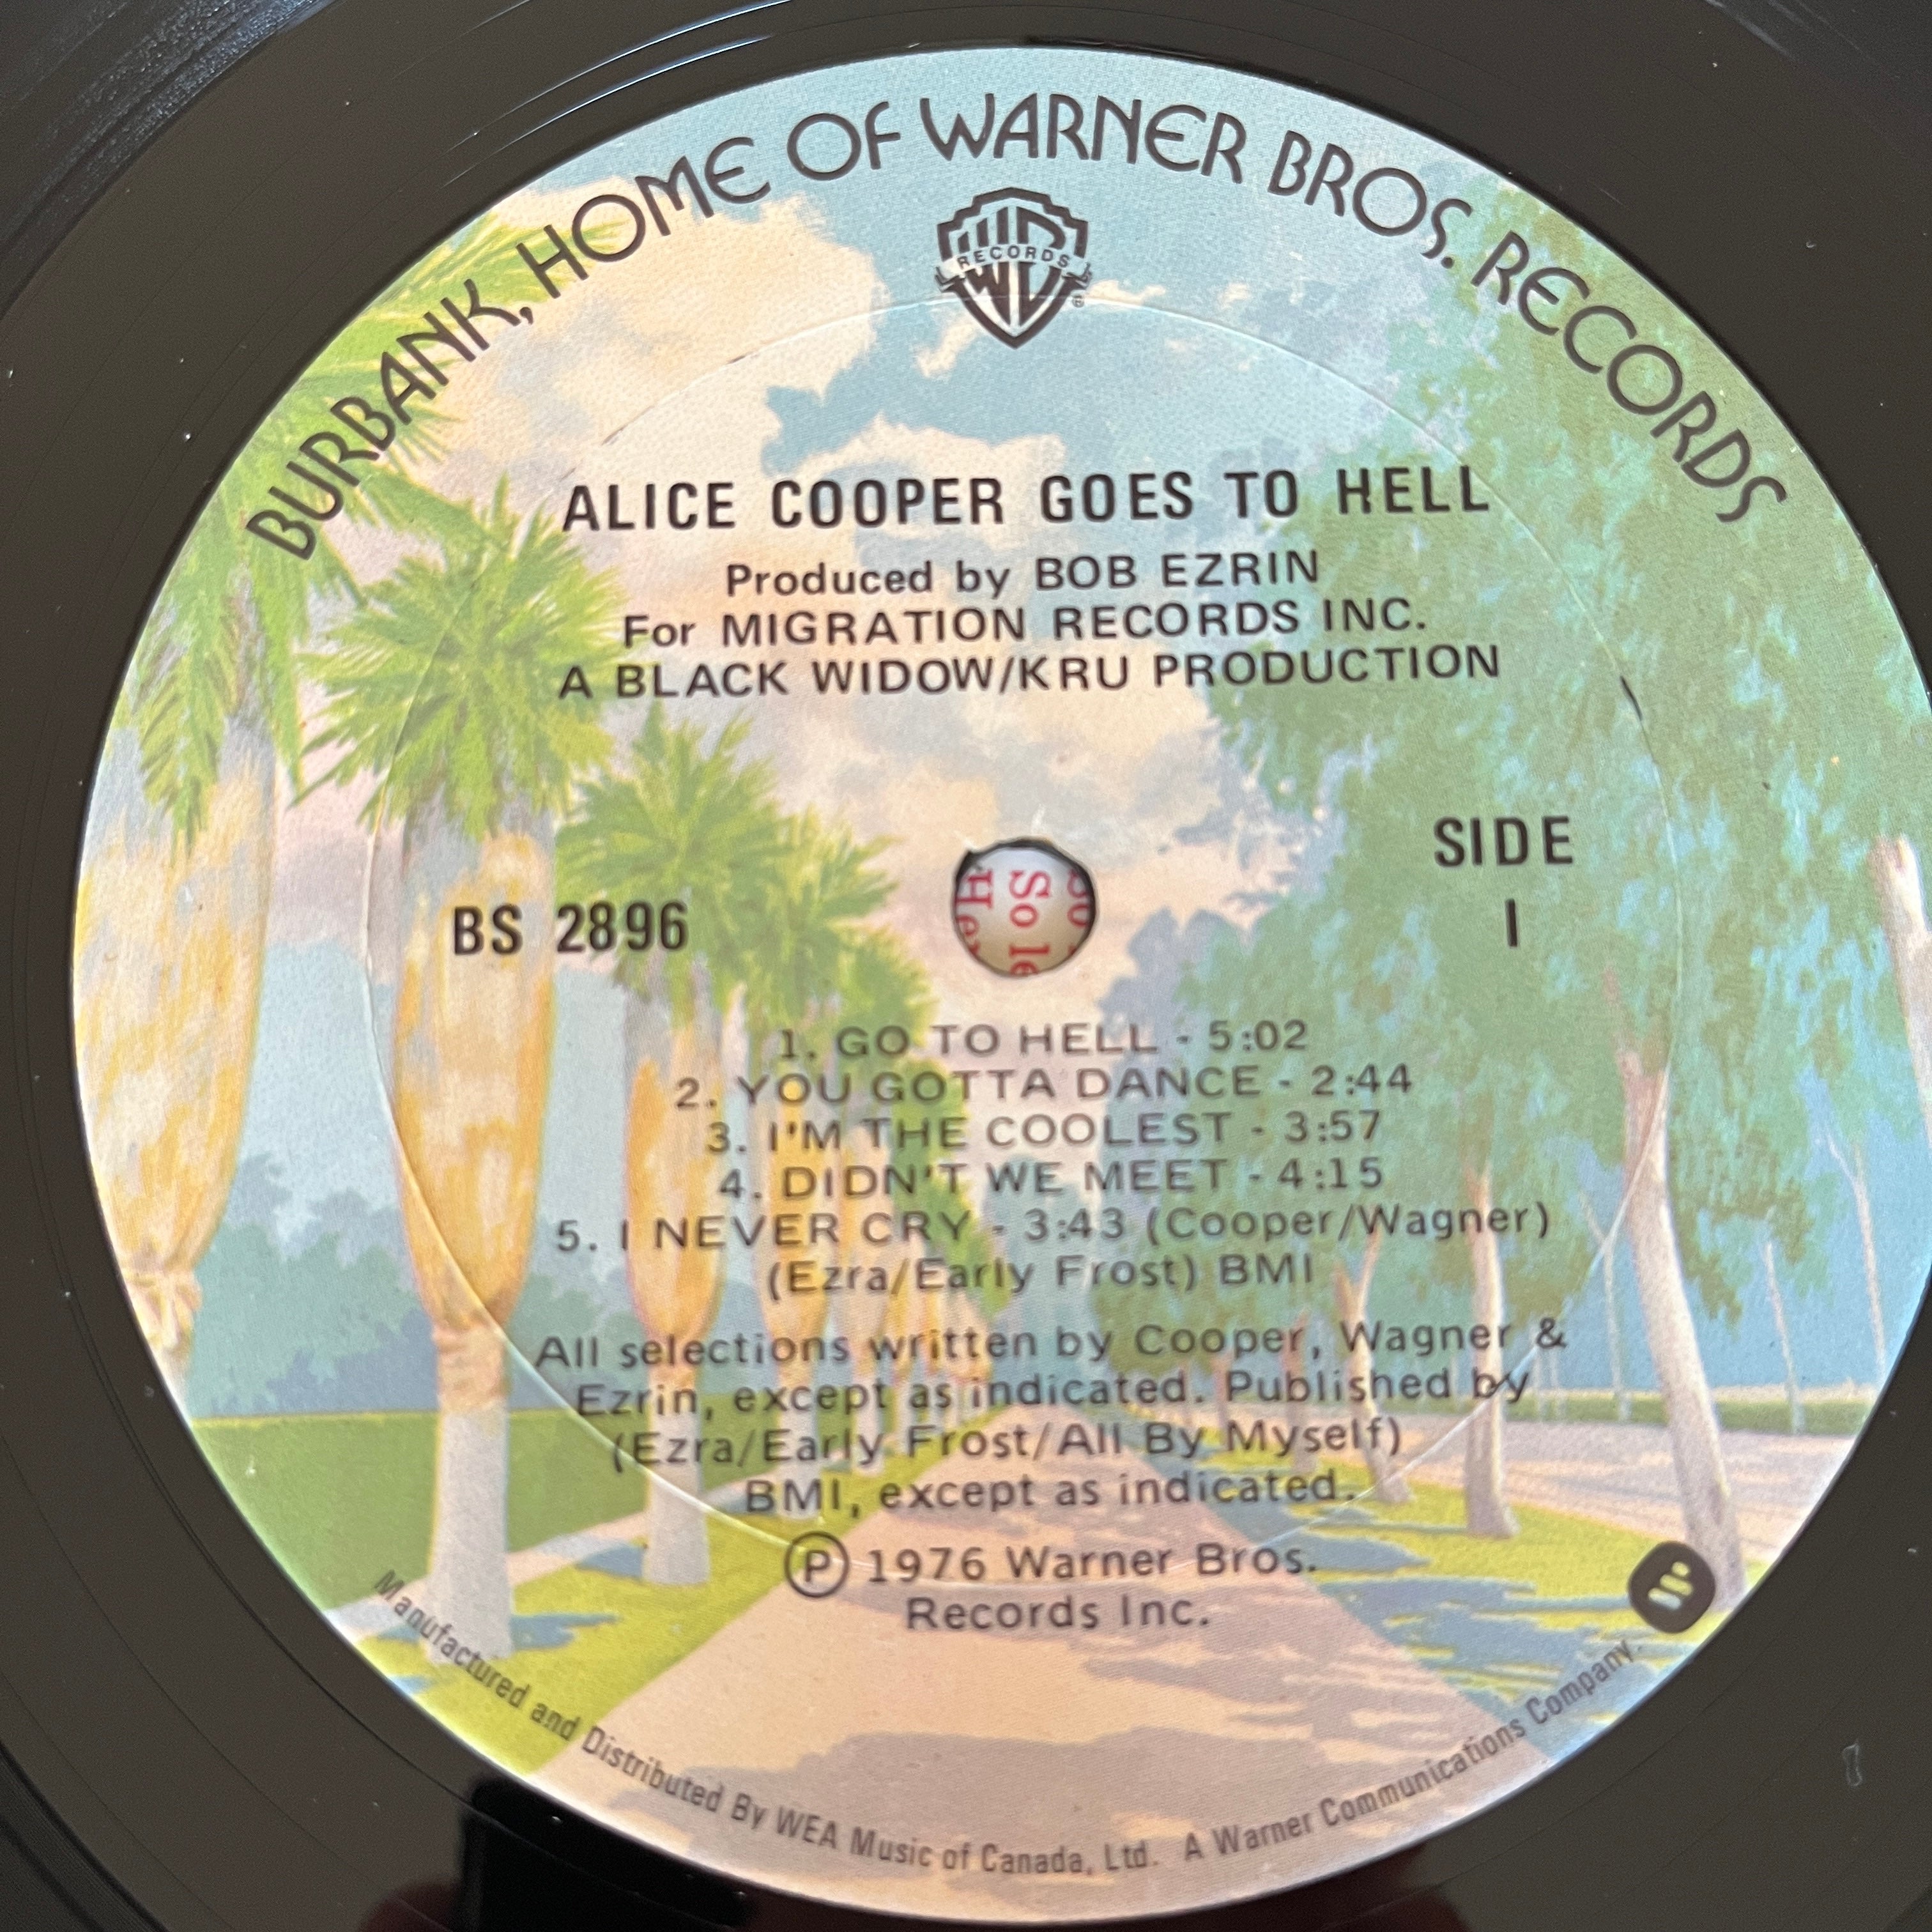 BURBANK, HOME OF WARNER BROS. RECORDS
RECORDS
ALICE COOPER GOES TO HELL
Produced by BOB EZRIN
For MIGRATION RECORDS INC.
A BLACK WIDOW/KRU PRODUCTION
SIDE
1
BS 2896
So
1. GO TO HELL - 5:02
2. YOU GOTTA DANCE - 2:44
3. I'M THE COOLEST - 3:57
4. DIDN'T WE MEET - 4:15
5. I NEVER CRY - 3:43 (Cooper/Wagner)
(Ezra/Early Frost) BMI
All selections written by Cooper, Wagner &
Ezrin, except as indicated. Published by
(Ezra/Early Frost/All By Myself)
BMI, except as indicated.
Ⓟ 1976 Warner Bros.
Records Inc.
Manufactured and Distributed By WEA Music of Canada, Ltd. A Warner Communications Company.